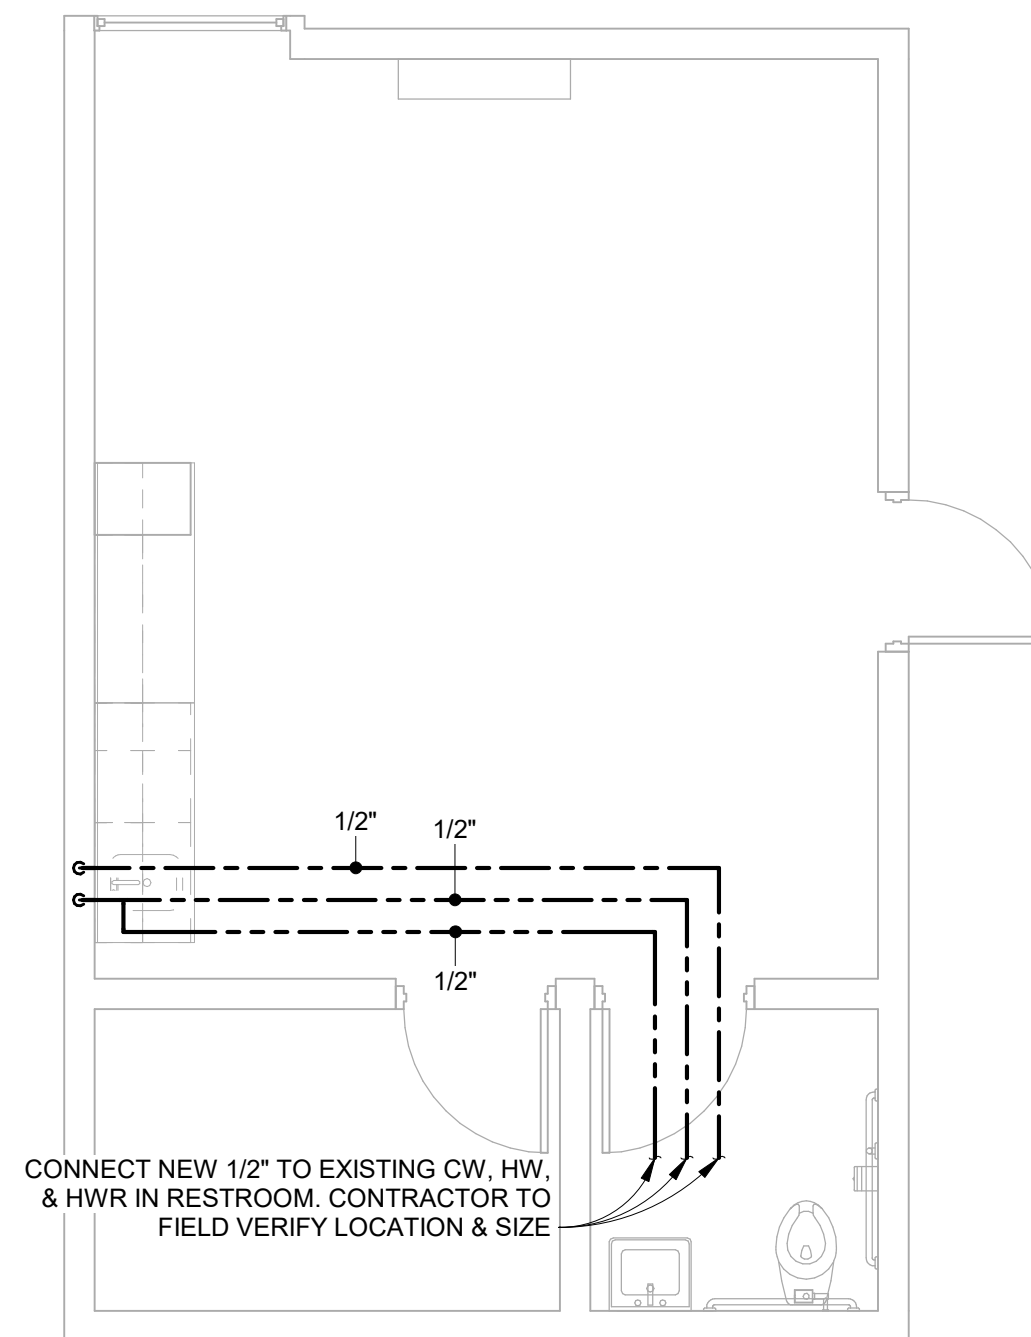 1/2"
1/2"
1/2"
CONNECT NEW 1/2" TO EXISTING CW, HW,
& HWR IN RESTROOM. CONTRACTOR TO
FIELD VERIFY LOCATION & SIZE